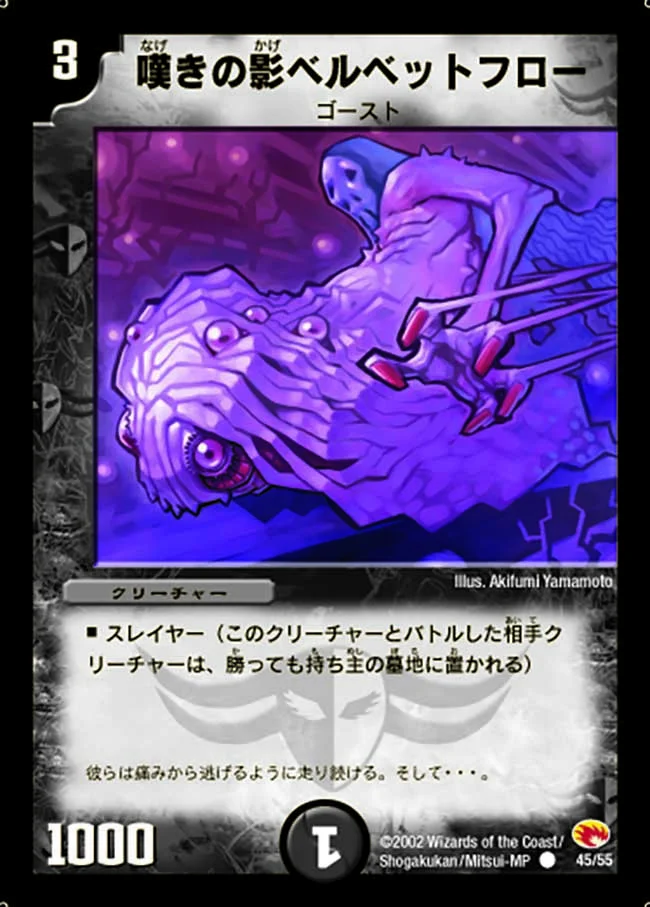 3
嘆きの影ベルベットフロー
ゴースト
Illus. Akifumi Yamamoto
クリーチャー
■ スレイヤー（このクリーチャーとバトルした相手ク
リーチャーは、勝っても持ち主の墓地に置かれる）
彼らは痛みから逃げるように走り続ける。そして・・・。
1000
1
©2002 Wizards of the Coast/
Shogakukan/Mitsui-MP
45/55